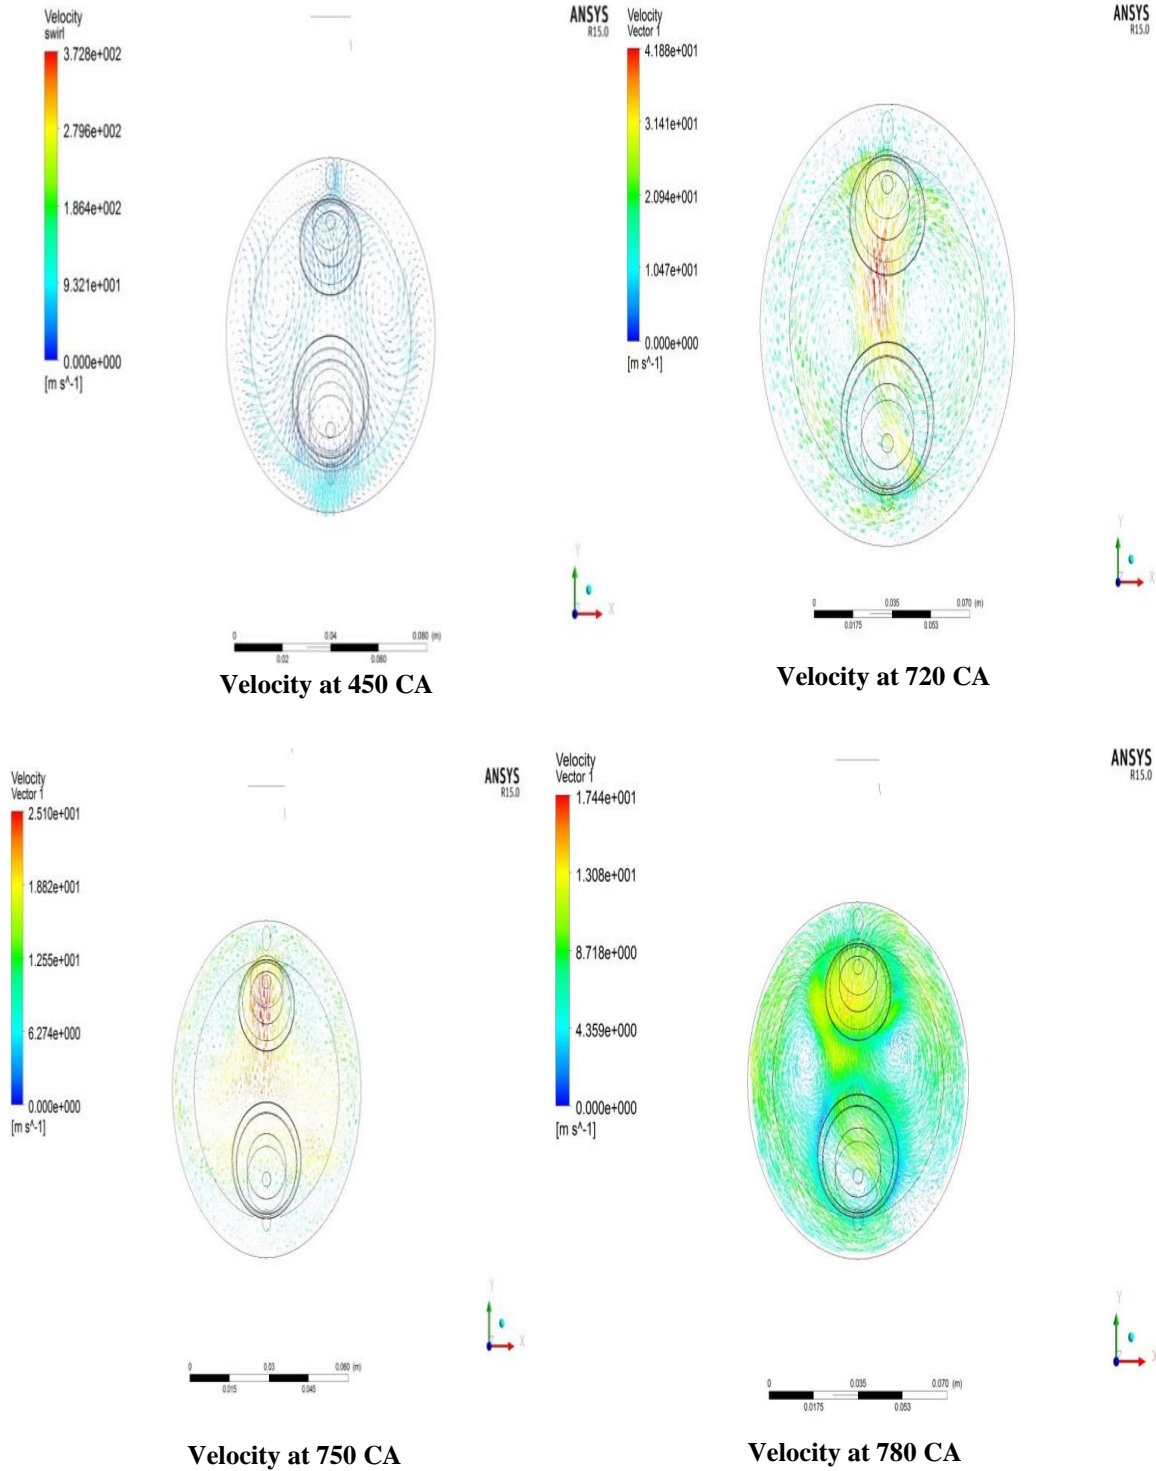 Velocity
swirl
3.728e+002
2.796e+002
1.864e+002
9.321e+001
0.000e+000
[m s^-1]
ANSYS
R15.0
Y
X
0 0.04 0.080 (m)
0.02 0.060
Velocity at 450 CA
Velocity
Vector 1
4.188e+001
3.141e+001
2.094e+001
1.047e+001
0.000e+000
[m s^-1]
ANSYS
R15.0
Y
X
0 0.035 0.070 (m)
0.0175 0.053
Velocity at 720 CA
Velocity
Vector 1
2.510e+001
1.882e+001
1.255e+001
6.274e+000
0.000e+000
[m s^-1]
ANSYS
R15.0
Y
X
0 0.03 0.060 (m)
0.015 0.045
Velocity at 750 CA
Velocity
Vector 1
1.744e+001
1.308e+001
8.718e+000
4.359e+000
0.000e+000
[m s^-1]
ANSYS
R15.0
Y
X
0 0.035 0.070 (m)
0.0175 0.053
Velocity at 780 CA